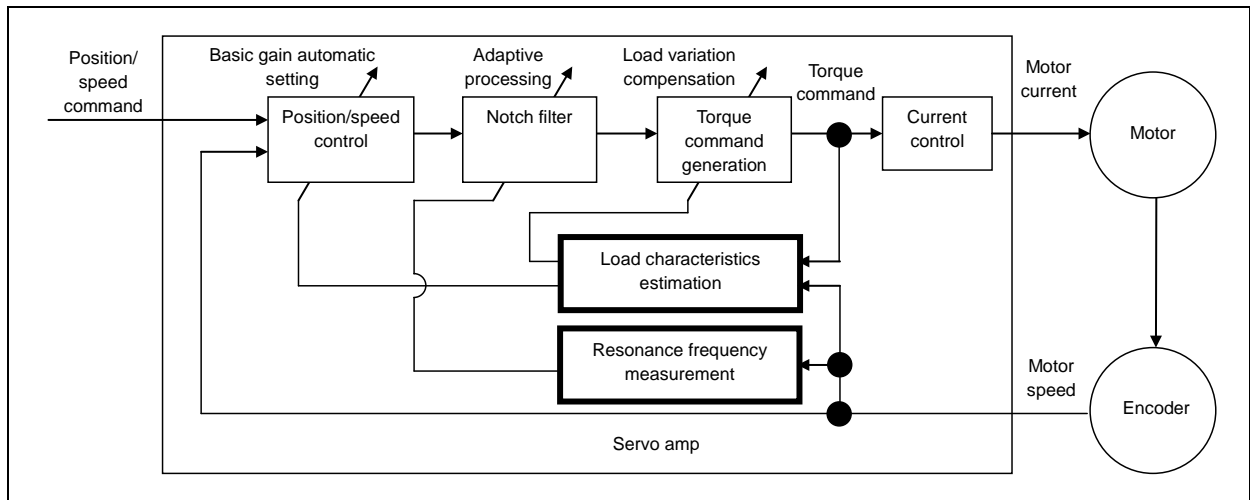 Position/
speed
command
Basic gain automatic
setting
Adaptive
processing
Load variation
compensation
Torque
command
Motor
current
Position/speed
control
Notch filter
Torque
command
generation
Current
control
Motor
Load characteristics
estimation
Resonance frequency
measurement
Motor
speed
Encoder
Servo amp